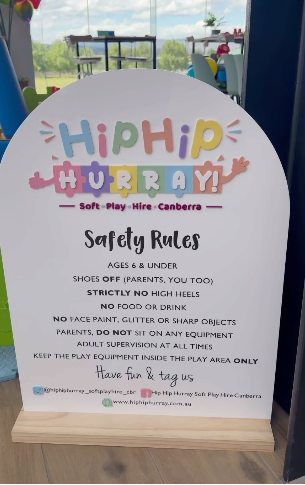 HipHip
HURRAY!
Soft Play Hire Canberra
Safety Rules
AGES 6 & UNDER
SHOES OFF (PARENTS, YOU TOO)
STRICTLY NO HIGH HEELS
NO FOOD OR DRINK
NO FACE PAINT, GLITTER OR SHARP OBJECTS
PARENTS, DO NOT SIT ON ANY EQUIPMENT
ADULT SUPERVISION AT ALL TIMES
KEEP THE PLAY EQUIPMENT INSIDE THE PLAY AREA ONLY
Have fun & tag us
@hiphiphurray_softplayhire_cbr Hip Hip Hurray Soft Play Hire Canberra
www.hiphiphurray.com.au